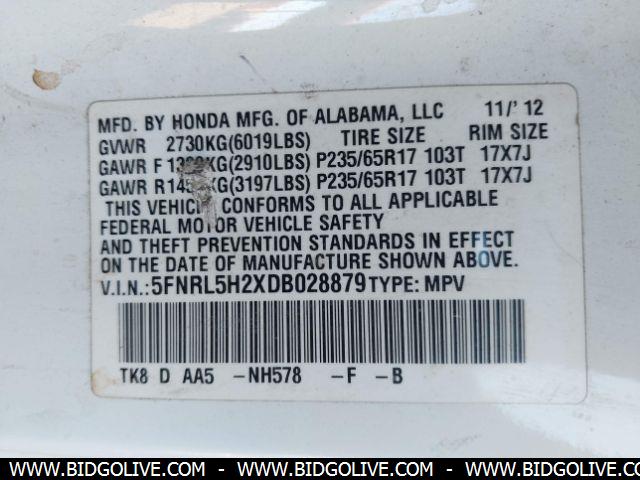 MFD. BY HONDA MFG. OF ALABAMA, LLC 11/'12
GVWR 2730KG(6019LBS) TIRE SIZE RIM SIZE
GAWR F (2910LBS) P235/65R17 103T 17X7J
GAWR R (3197LBS) P235/65R17 103T 17X7J
THIS CONFORMS TO ALL APPLICABLE
FEDERAL MOTOR VEHICLE SAFETY
AND THEFT PREVENTION STANDARDS IN EFFECT
ON THE DATE OF MANUFACTURE SHOWN ABOVE.
V.I.N.:5FNRL5H2XDB028879TYPE: MPV
TK8 D AA5 -NH578 -F -B
WWW.BIDGOLIVE.COM - WWW.BIDGOLIVE.COM - WWW.BIDGOLIVE.COM